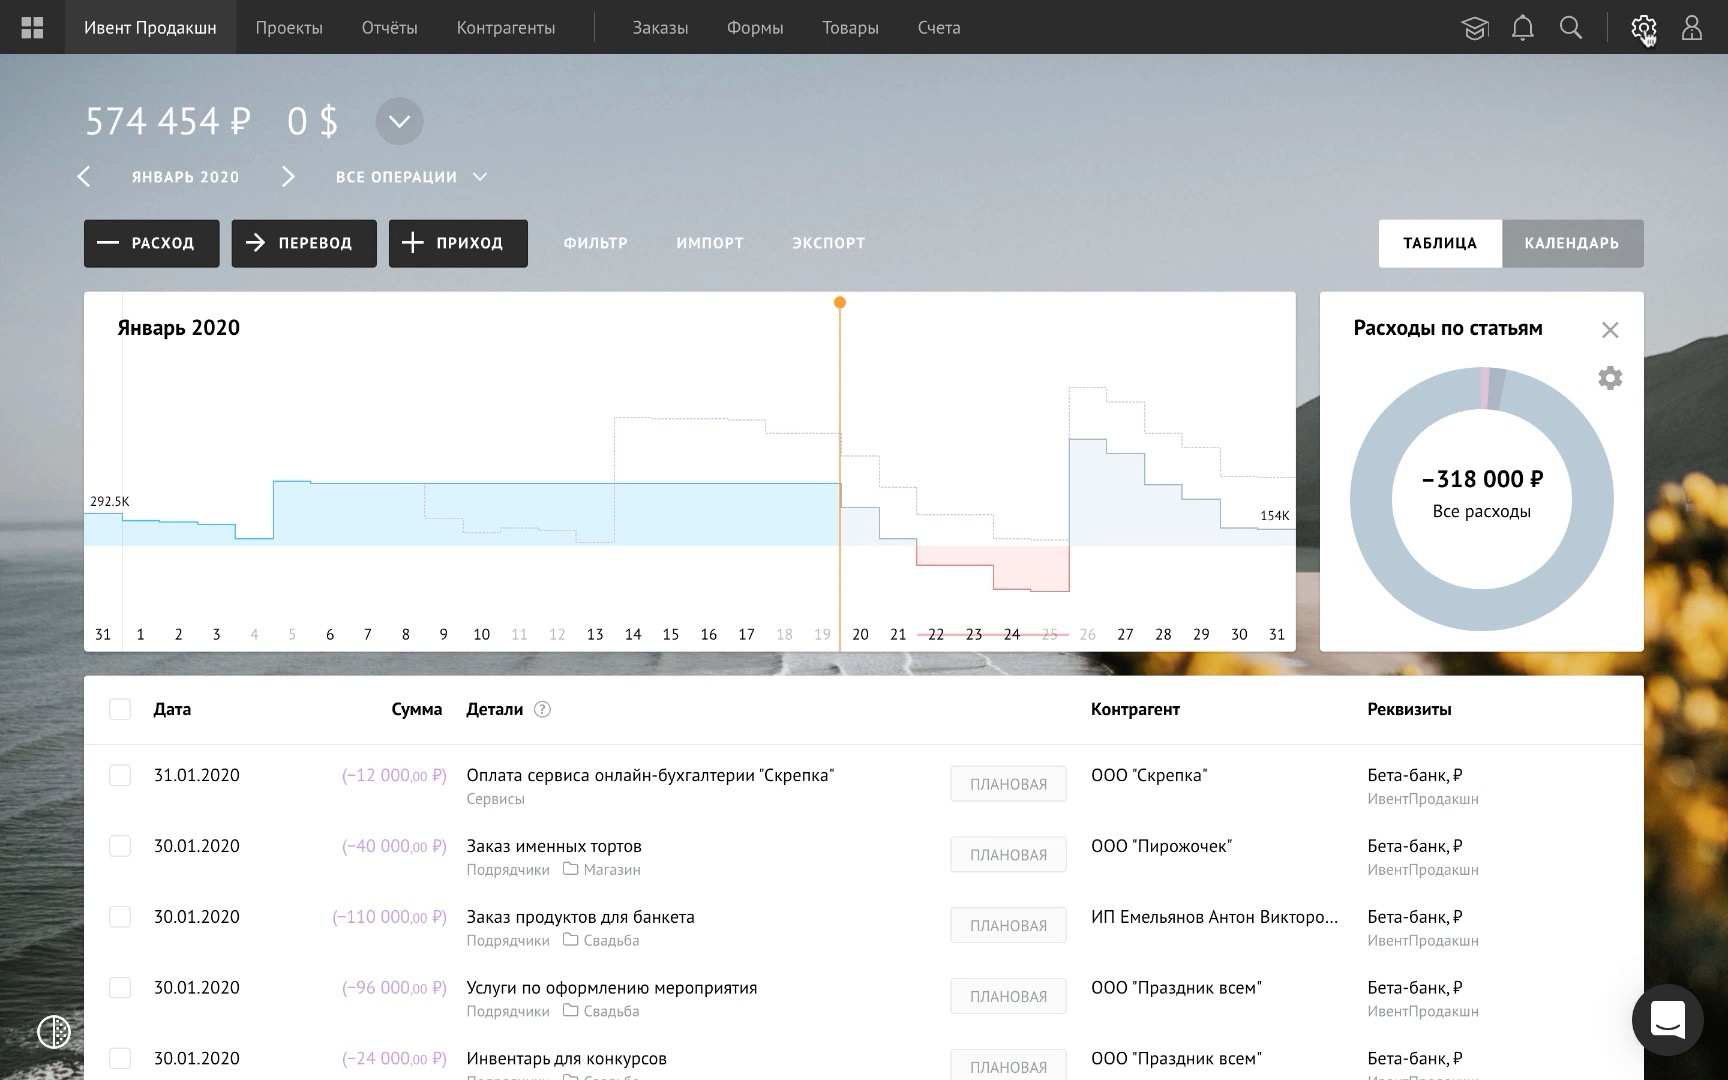 Ивент Продакшн Проекты Отчёты Контрагенты Заказы Формы Товары Счета
574 454 ₽ 0 $
ЯНВАРЬ 2020 ВСЕ ОПЕРАЦИИ
РАСХОД ПЕРЕВОД ПРИХОД ФИЛЬТР ИМПОРТ ЭКСПОРТ ТАБЛИЦА КАЛЕНДАРЬ
Январь 2020
292.5K
154K
31 1 2 3 4 5 6 7 8 9 10 11 12 13 14 15 16 17 18 19 20 21 22 23 24 25 26 27 28 29 30 31
Расходы по статьям
−318 000 ₽
Все расходы
Дата Сумма Детали ? Контрагент Реквизиты
31.01.2020 (−12 000,00 ₽) Оплата сервиса онлайн-бухгалтерии "Скрепка" ПЛАНОВАЯ ООО "Скрепка" Бета-банк, ₽
Сервисы ИвентПродакшн
30.01.2020 (−40 000,00 ₽) Заказ именных тортов ПЛАНОВАЯ ООО "Пирожочек" Бета-банк, ₽
Подрядчики Магазин ИвентПродакшн
30.01.2020 (−110 000,00 ₽) Заказ продуктов для банкета ПЛАНОВАЯ ИП Емельянов Антон Викторо... Бета-банк, ₽
Подрядчики Свадьба ИвентПродакшн
30.01.2020 (−96 000,00 ₽) Услуги по оформлению мероприятия ПЛАНОВАЯ ООО "Праздник всем" Бета-банк, ₽
Подрядчики Свадьба ИвентПродакшн
30.01.2020 (−24 000,00 ₽) Инвентарь для конкурсов ПЛАНОВАЯ ООО "Праздник всем" Бета-банк, ₽